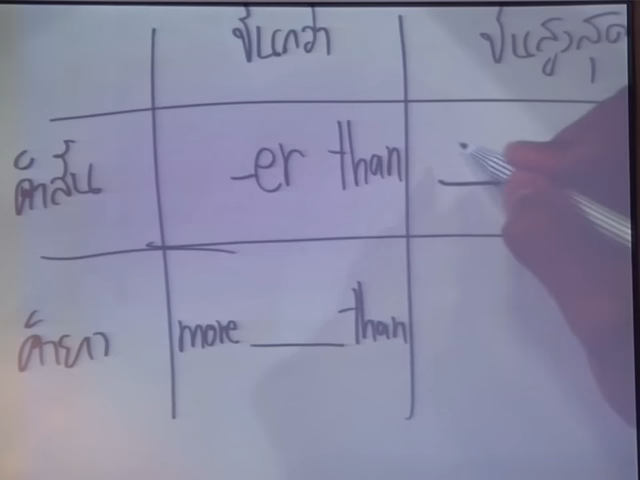 ขั้นกว่า ขั้นสูงสุด
คำสั้น -er than
คำยาว more ____ than